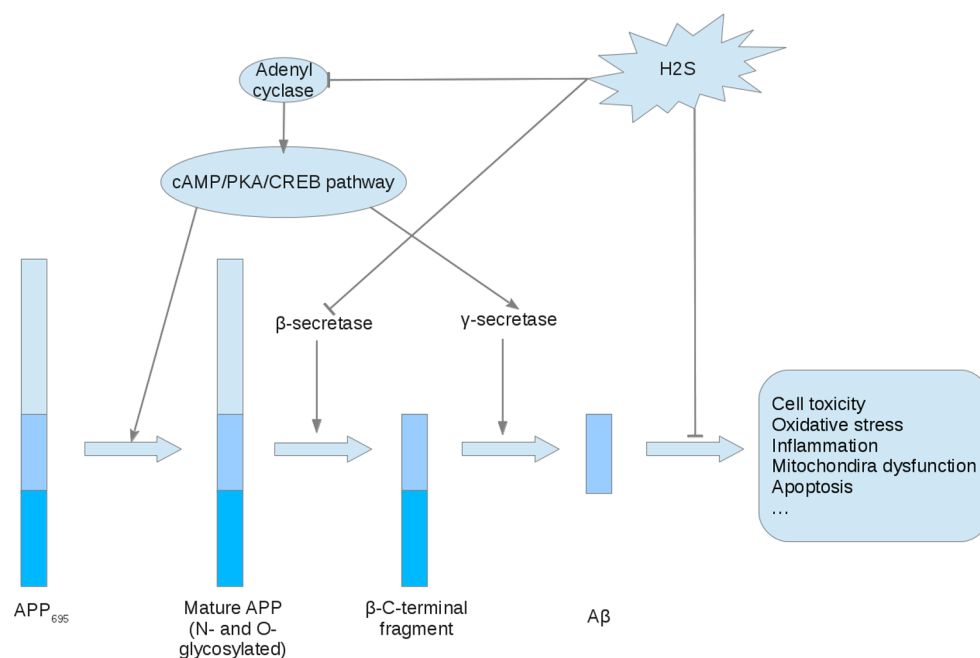 H2S
Adenyl
cyclase
cAMP/PKA/CREB pathway
β-secretase
γ-secretase
Cell toxicity
Oxidative stress
Inflammation
Mitochondira dysfunction
Apoptosis
...
APP695
Mature APP
(N- and O-
glycosylated)
β-C-terminal
fragment
Aβ